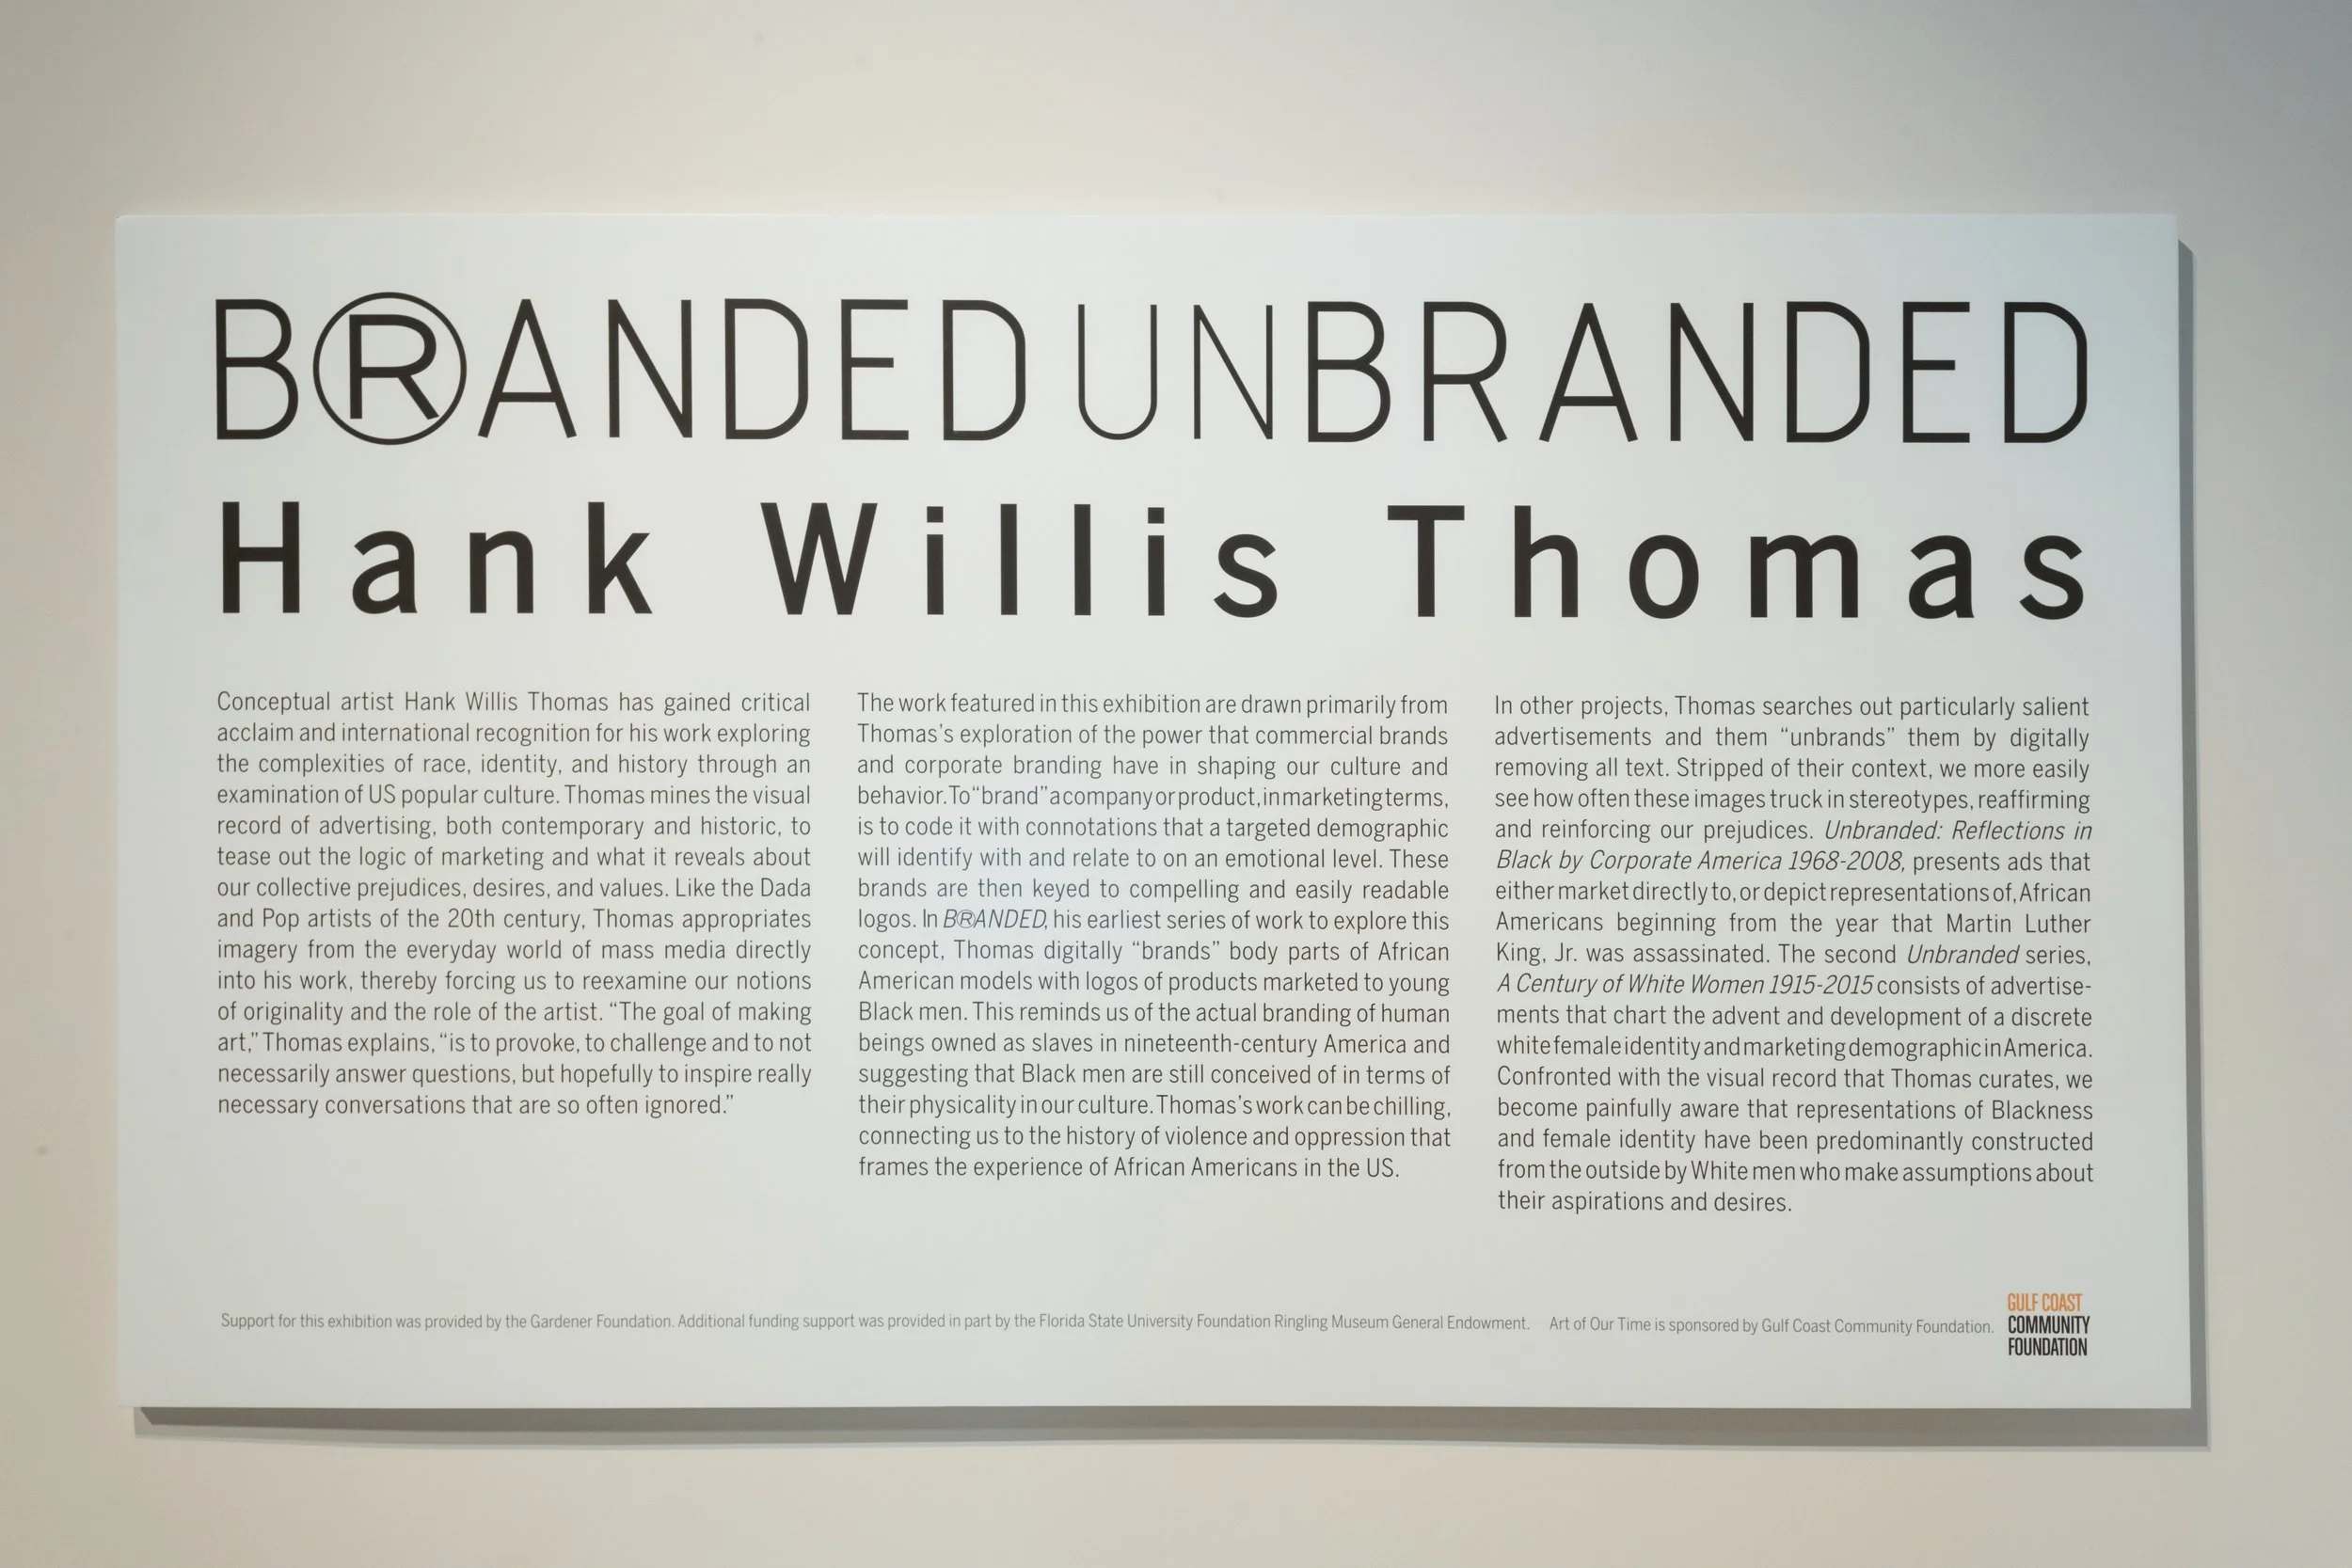 B®ANDED UNBRANDED
Hank Willis Thomas
Conceptual artist Hank Willis Thomas has gained critical
acclaim and international recognition for his work exploring
the complexities of race, identity, and history through an
examination of US popular culture. Thomas mines the visual
record of advertising, both contemporary and historic, to
tease out the logic of marketing and what it reveals about
our collective prejudices, desires, and values. Like the Dada
and Pop artists of the 20th century, Thomas appropriates
imagery from the everyday world of mass media directly
into his work, thereby forcing us to reexamine our notions
of originality and the role of the artist. “The goal of making
art,” Thomas explains, “is to provoke, to challenge and to not
necessarily answer questions, but hopefully to inspire really
necessary conversations that are so often ignored.”
The work featured in this exhibition are drawn primarily from
Thomas’s exploration of the power that commercial brands
and corporate branding have in shaping our culture and
behavior. To “brand” a company or product, in marketing terms,
is to code it with connotations that a targeted demographic
will identify with and relate to on an emotional level. These
brands are then keyed to compelling and easily readable
logos. In B®ANDED, his earliest series of work to explore this
concept, Thomas digitally “brands” body parts of African
American models with logos of products marketed to young
Black men. This reminds us of the actual branding of human
beings owned as slaves in nineteenth-century America and
suggesting that Black men are still conceived of in terms of
their physicality in our culture. Thomas’s work can be chilling,
connecting us to the history of violence and oppression that
frames the experience of African Americans in the US.
In other projects, Thomas searches out particularly salient
advertisements and them “unbrands” them by digitally
removing all text. Stripped of their context, we more easily
see how often these images truck in stereotypes, reaffirming
and reinforcing our prejudices. Unbranded: Reflections in
Black by Corporate America 1968-2008, presents ads that
either market directly to, or depict representations of, African
Americans beginning from the year that Martin Luther
King, Jr. was assassinated. The second Unbranded series,
A Century of White Women 1915-2015 consists of advertise-
ments that chart the advent and development of a discrete
white female identity and marketing demographic in America.
Confronted with the visual record that Thomas curates, we
become painfully aware that representations of Blackness
and female identity have been predominantly constructed
from the outside by White men who make assumptions about
their aspirations and desires.
Support for this exhibition was provided by the Gardener Foundation. Additional funding support was provided in part by the Florida State University Foundation Ringling Museum General Endowment. Art of Our Time is sponsored by Gulf Coast Community Foundation.
GULF COAST
COMMUNITY
FOUNDATION